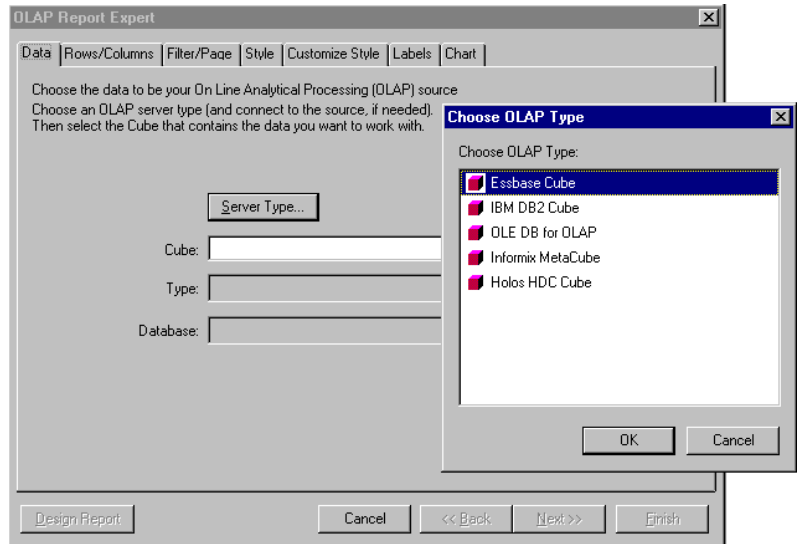 OLAP Report Expert
Data Rows/Columns Filter/Page Style Customize Style Labels Chart
Choose the data to be your On Line Analytical Processing (OLAP) source
Choose an OLAP server type (and connect to the source, if needed).
Then select the Cube that contains the data you want to work with.
Server Type...
Cube:
Type:
Database:
Design Report Cancel << Back Next >> Finish
Choose OLAP Type
Choose OLAP Type:
Essbase Cube
IBM DB2 Cube
OLE DB for OLAP
Informix MetaCube
Holos HDC Cube
OK Cancel